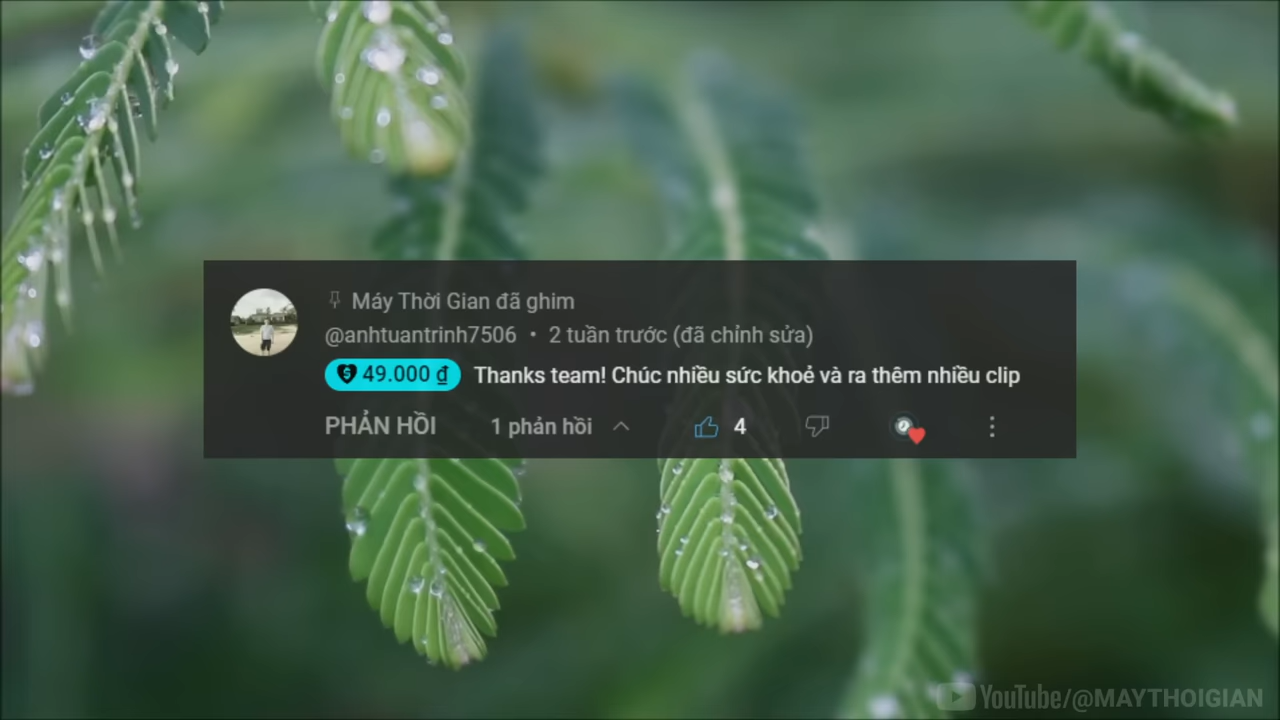 Máy Thời Gian đã ghim
@anhtuantrinh7506 • 2 tuần trước (đã chỉnh sửa)
49.000 ₫ Thanks team! Chúc nhiều sức khoẻ và ra thêm nhiều clip
PHẢN HỒI 1 phản hồi 4
YouTube/@MAYTHOIGIAN